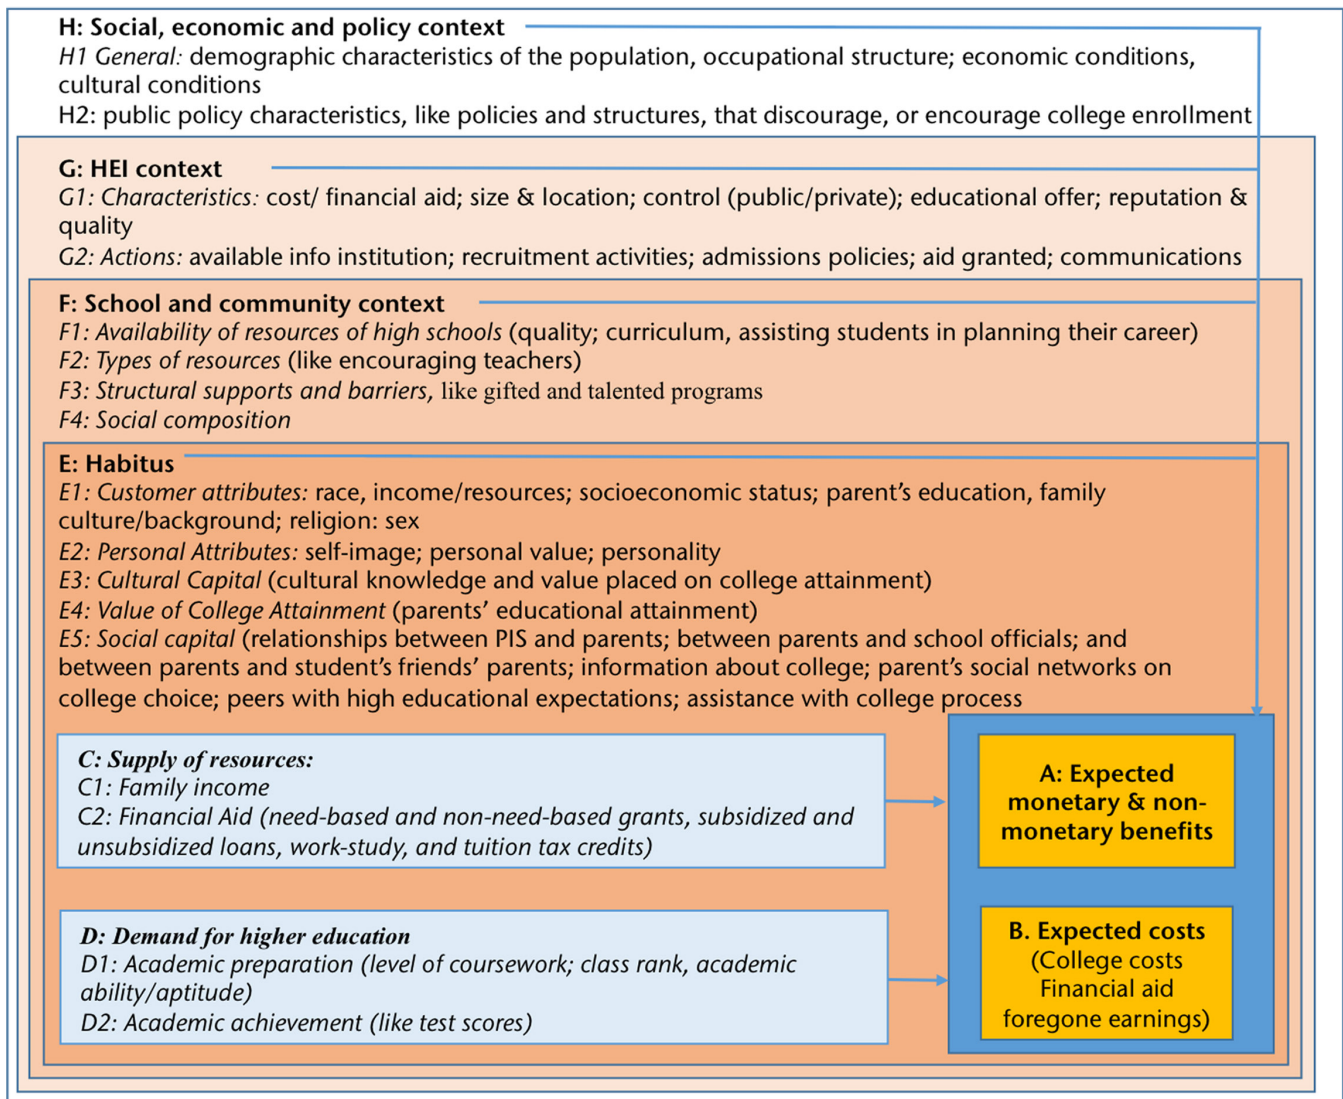 H: Social, economic and policy context
H1 General: demographic characteristics of the population, occupational structure; economic conditions,
cultural conditions
H2: public policy characteristics, like policies and structures, that discourage, or encourage college enrollment
G: HEI context
G1: Characteristics: cost/ financial aid; size & location; control (public/private); educational offer; reputation &
quality
G2: Actions: available info institution; recruitment activities; admissions policies; aid granted; communications
F: School and community context
F1: Availability of resources of high schools (quality; curriculum, assisting students in planning their career)
F2: Types of resources (like encouraging teachers)
F3: Structural supports and barriers, like gifted and talented programs
F4: Social composition
E: Habitus
E1: Customer attributes: race, income/resources; socioeconomic status; parent’s education, family
culture/background; religion: sex
E2: Personal Attributes: self-image; personal value; personality
E3: Cultural Capital (cultural knowledge and value placed on college attainment)
E4: Value of College Attainment (parents’ educational attainment)
E5: Social capital (relationships between PIS and parents; between parents and school officials; and
between parents and student’s friends’ parents; information about college; parent’s social networks on
college choice; peers with high educational expectations; assistance with college process
C: Supply of resources:
C1: Family income
C2: Financial Aid (need-based and non-need-based grants, subsidized and
unsubsidized loans, work-study, and tuition tax credits)
A: Expected
monetary & non-
monetary benefits
D: Demand for higher education
D1: Academic preparation (level of coursework; class rank, academic
ability/aptitude)
D2: Academic achievement (like test scores)
B. Expected costs
(College costs
Financial aid
foregone earnings)